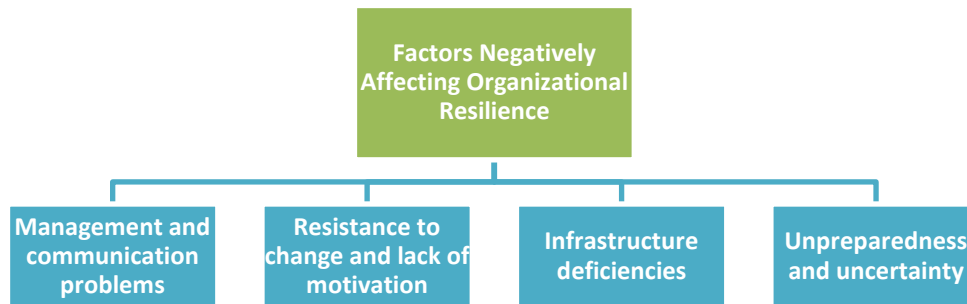 Factors Negatively
Affecting Organizational
Resilience
Management and
communication
problems
Resistance to
change and lack of
motivation
Infrastructure
deficiencies
Unpreparedness
and uncertainty